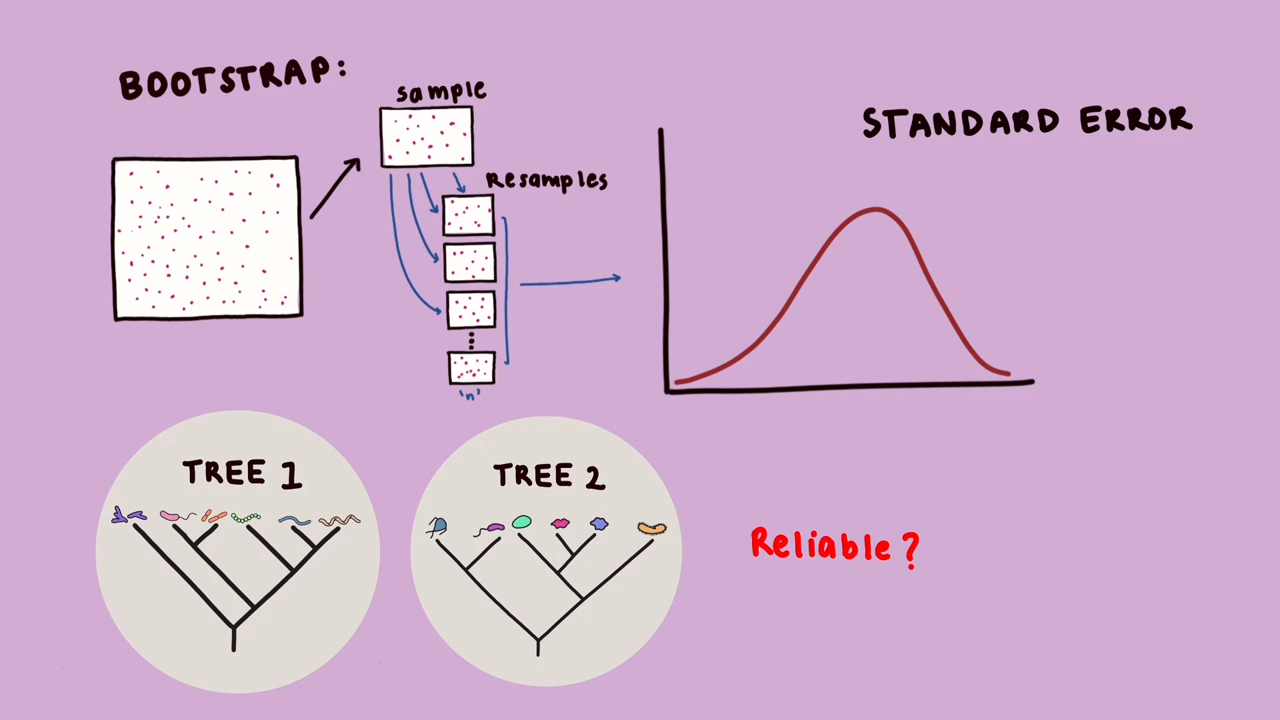 BOOTSTRAP:
sample
Resamples
'n'
STANDARD ERROR
TREE 1
TREE 2
Reliable?